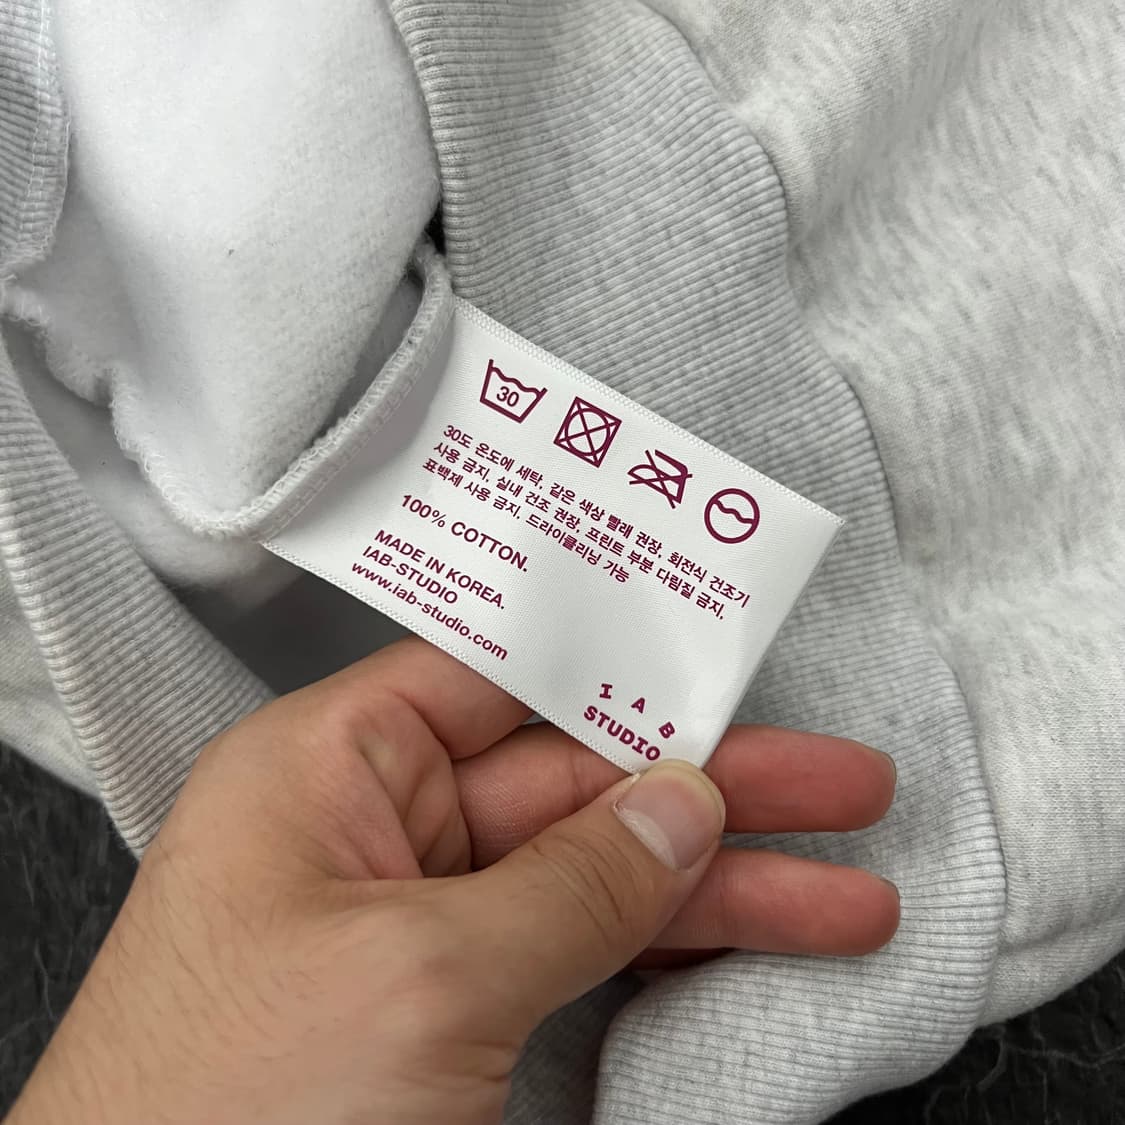 30
30도 온도에 세탁, 같은 색상 빨래 권장, 회전식 건조기
사용 금지, 실내 건조 권장, 프린트 부분 다림질 금지,
표백제 사용 금지, 드라이클리닝 가능
100% COTTON.
MADE IN KOREA.
IAB-STUDIO
www.iab-studio.com
I A B
STUDIO